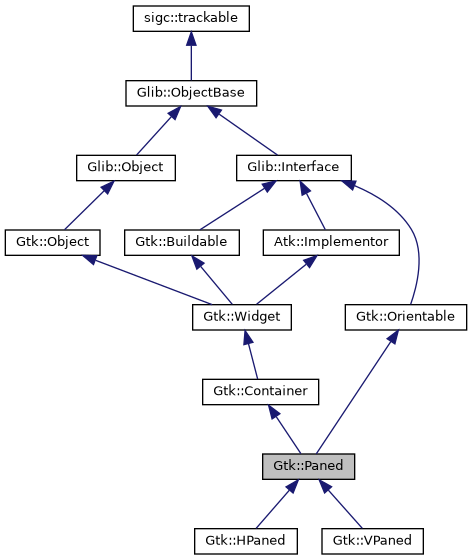 sigc::trackable
Glib::ObjectBase
Glib::Object
Glib::Interface
Gtk::Object
Gtk::Buildable
Atk::Implementor
Gtk::Widget
Gtk::Orientable
Gtk::Container
Gtk::Paned
Gtk::HPaned
Gtk::VPaned